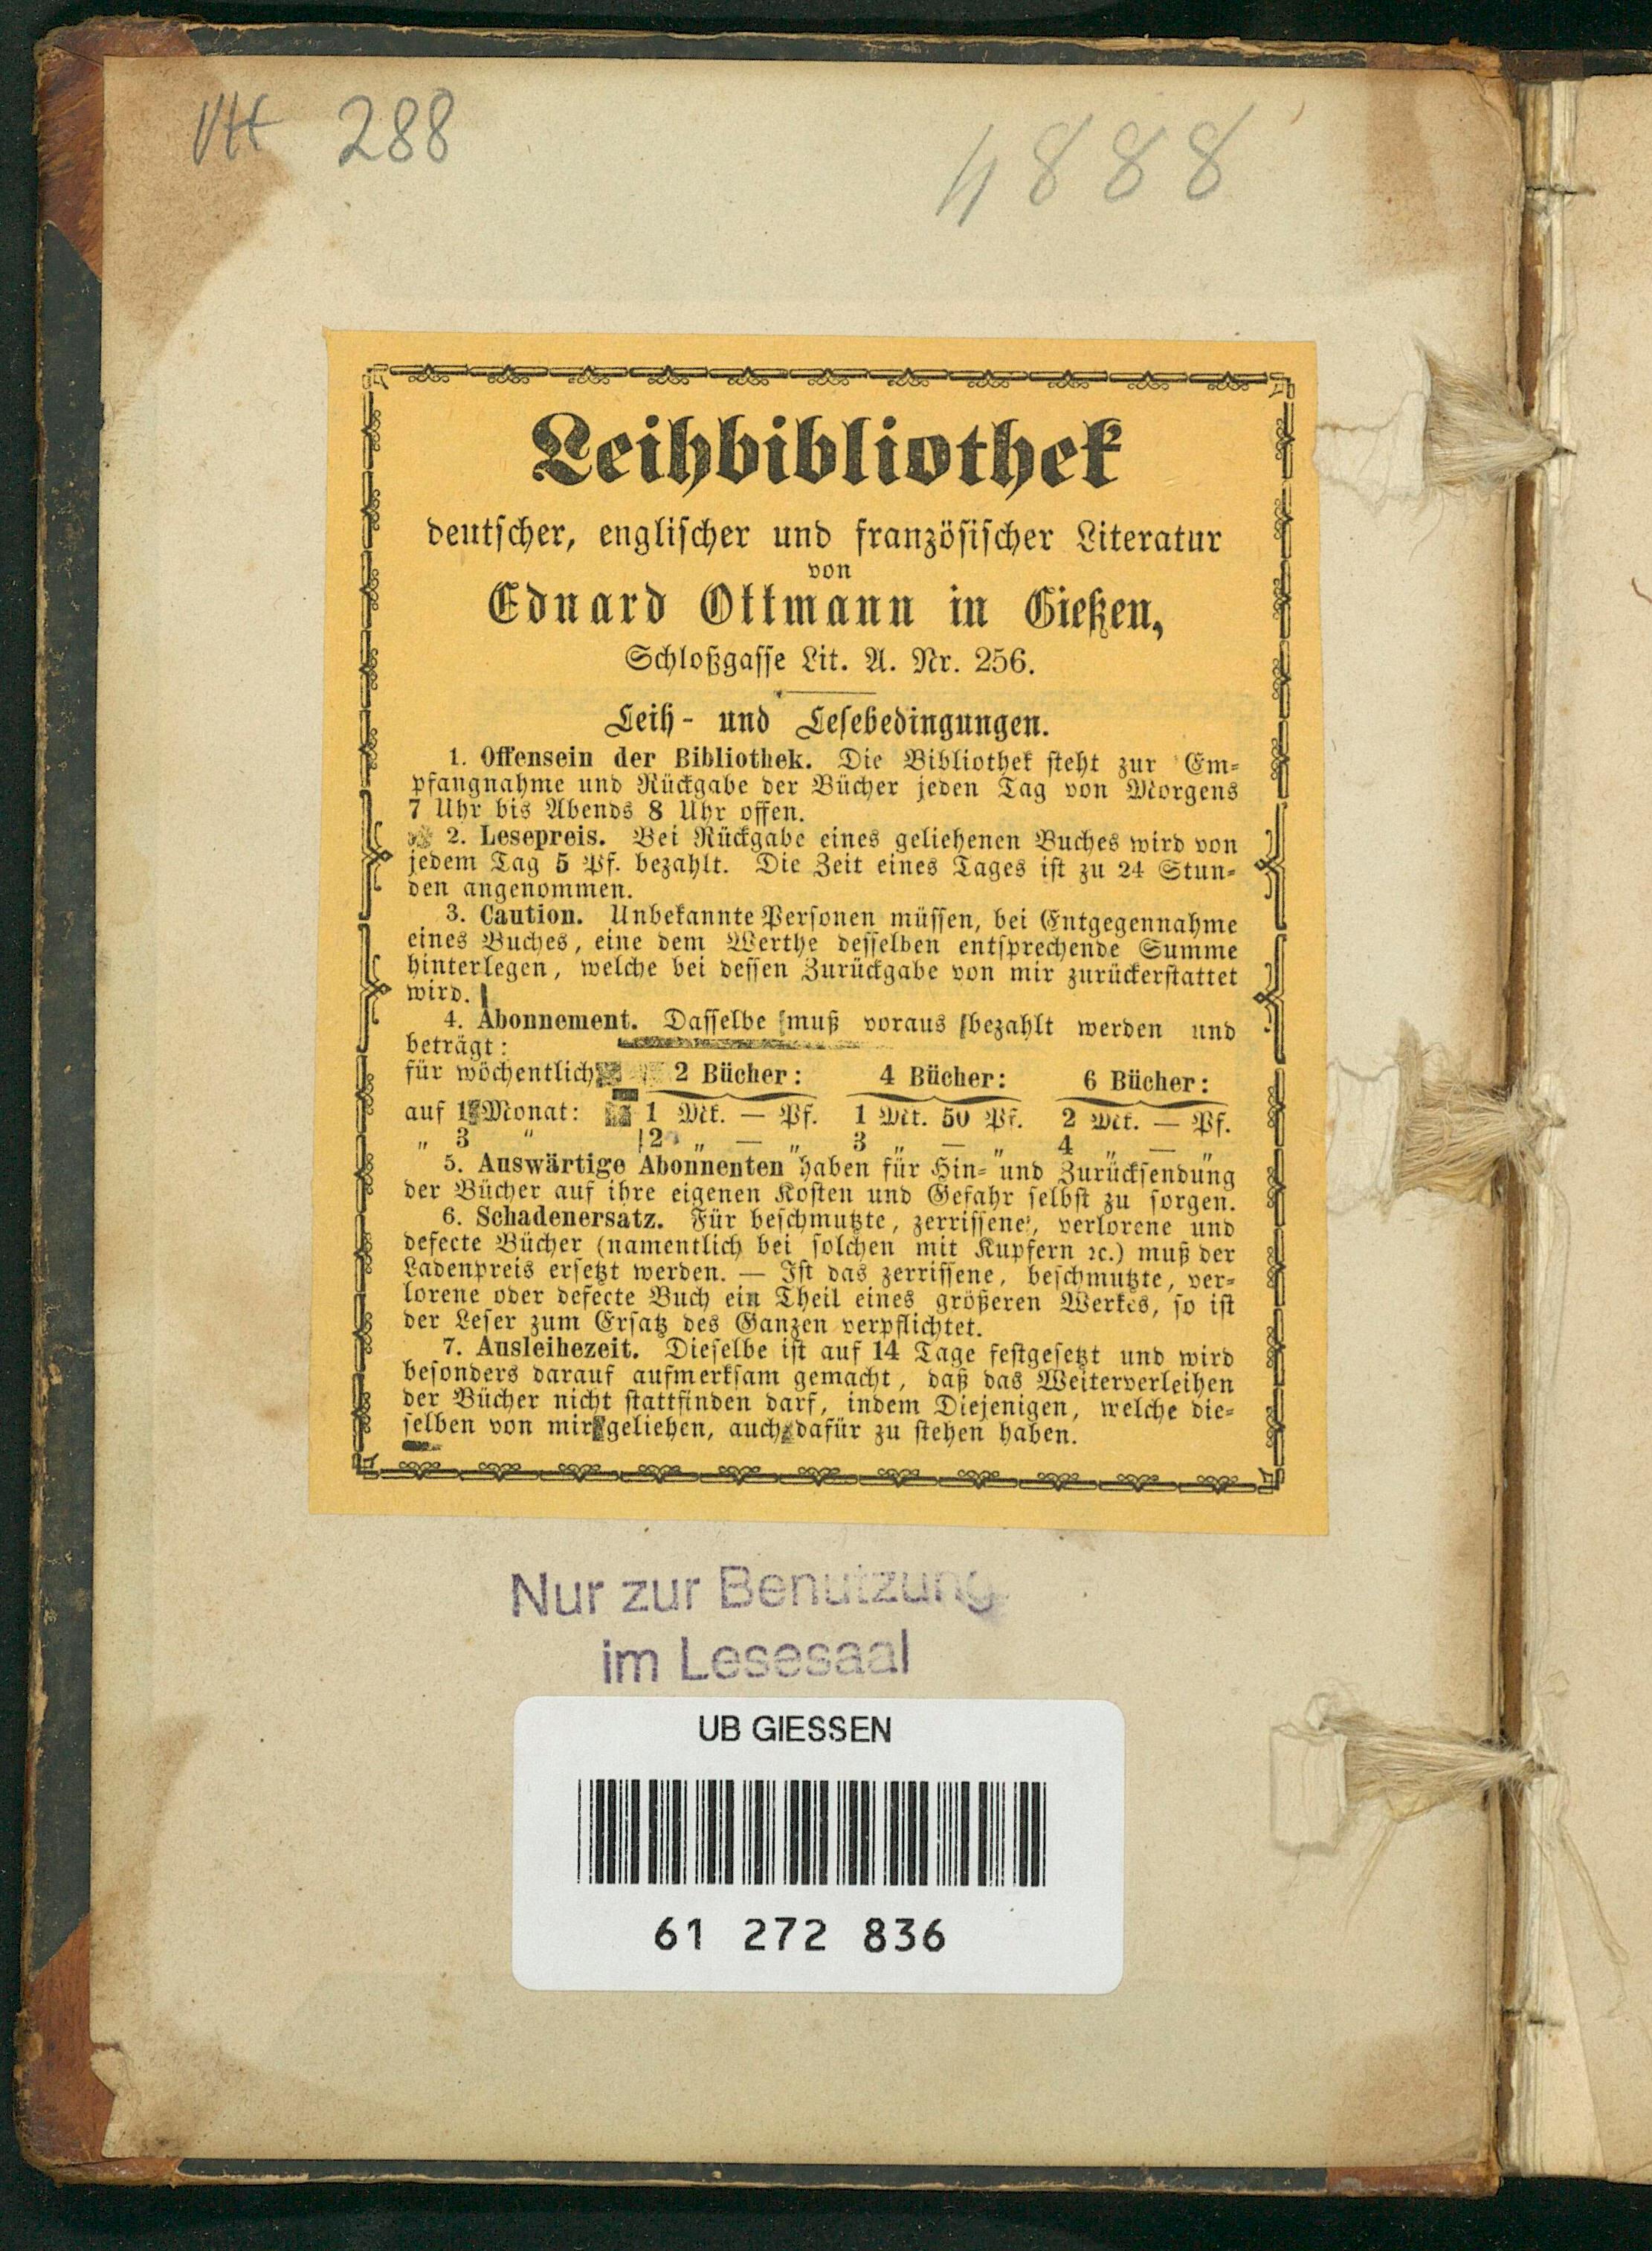 288
4888
Leihbibliothek
deutscher, englischer und französischer Literatur
von
Eduard Ottmann in Gießen,
Schloßgasse Lit. A. Nr. 256.
Leih- und Lesebedingungen.
1. Offensein der Bibliothek. Die Bibliothek steht zur Em-
pfangnahme und Rückgabe der Bücher jeden Tag von Morgens
7 Uhr bis Abends 8 Uhr offen.
2. Lesepreis. Bei Rückgabe eines geliehenen Buches wird von
jedem Tag 5 Pf. bezahlt. Die Zeit eines Tages ist zu 24 Stun-
den angenommen.
3. Caution. Unbekannte Personen müssen, bei Entgegennahme
eines Buches, eine dem Werthe desselben entsprechende Summe
hinterlegen, welche bei dessen Zurückgabe von mir zurückerstattet
wird.
4. Abonnement. Dasselbe muß voraus bezahlt werden und
beträgt:
für wöchentlich 2 Bücher: 4 Bücher: 6 Bücher:
auf 1 Monat: 1 Mk. — Pf. 1 Mk. 50 Pf. 2 Mk. — Pf.
„ 3 „ 2 „ — „ 3 „ — „ 4 „ — „
5. Auswärtige Abonnenten haben für Hin- und Zurücksendung
der Bücher auf ihre eigenen Kosten und Gefahr selbst zu sorgen.
6. Schadenersatz. Für beschmutzte, zerrissene, verlorene und
defecte Bücher (namentlich bei solchen mit Kupfern ꝛc.) muß der
Ladenpreis ersetzt werden. — Ist das zerrissene, beschmutzte, ver-
lorene oder defecte Buch ein Theil eines größeren Werkes, so ist
der Leser zum Ersatz des Ganzen verpflichtet.
7. Ausleihezeit. Dieselbe ist auf 14 Tage festgesetzt und wird
besonders darauf aufmerksam gemacht, daß das Weiterverleihen
der Bücher nicht stattfinden darf, indem Diejenigen, welche die-
selben von mir geliehen, auch dafür zu stehen haben.
Nur zur Benutzung
im Lesesaal
UB GIESSEN
61 272 836